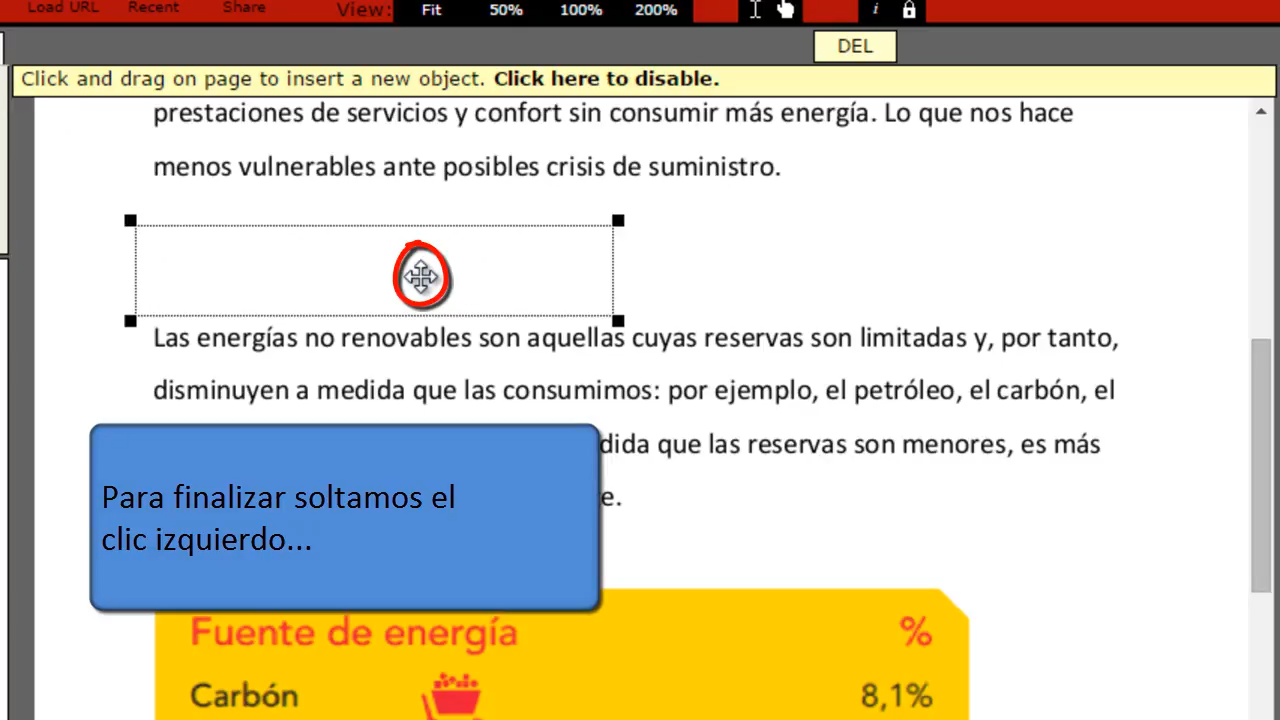 Load URL Recent Share View: Fit 50% 100% 200% i
DEL
Click and drag on page to insert a new object. Click here to disable.
prestaciones de servicios y confort sin consumir más energía. Lo que nos hace
menos vulnerables ante posibles crisis de suministro.
Las energías no renovables son aquellas cuyas reservas son limitadas y, por tanto,
disminuyen a medida que las consumimos: por ejemplo, el petróleo, el carbón, el
dida que las reservas son menores, es más
e.
Para finalizar soltamos el
clic izquierdo...
Fuente de energía %
Carbón 8,1%